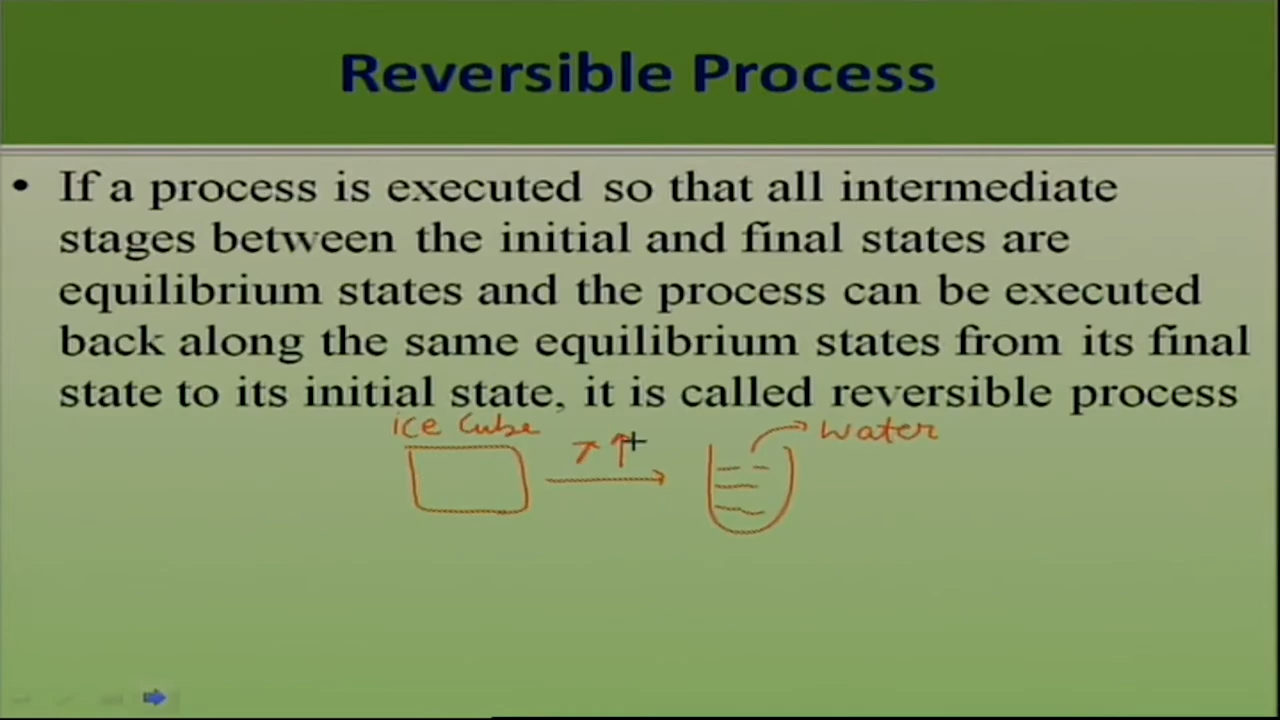 Reversible Process
• If a process is executed so that all intermediate
stages between the initial and final states are
equilibrium states and the process can be executed
back along the same equilibrium states from its final
state to its initial state, it is called reversible process
ice Cube
water